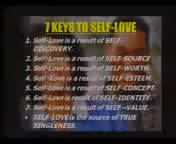 7 KEYS TO SELF-LOVE
1. Self-Love is a result of SELF-
DISCOVERY.
2. Self-Love is a result of SELF-SOURCE
3. Self-Love is a result of SELF-WORTH.
4. Self-Love is a result of SELF-ESTEEM.
5. Self-Love is a result of SELF-CONCEPT.
6. Self-Love is result of SELF-IDENTITY.
7. Self-Love is a result of SELF –VALUE.
• SELF-LOVE is the source of TRUE
SINGLENESS.